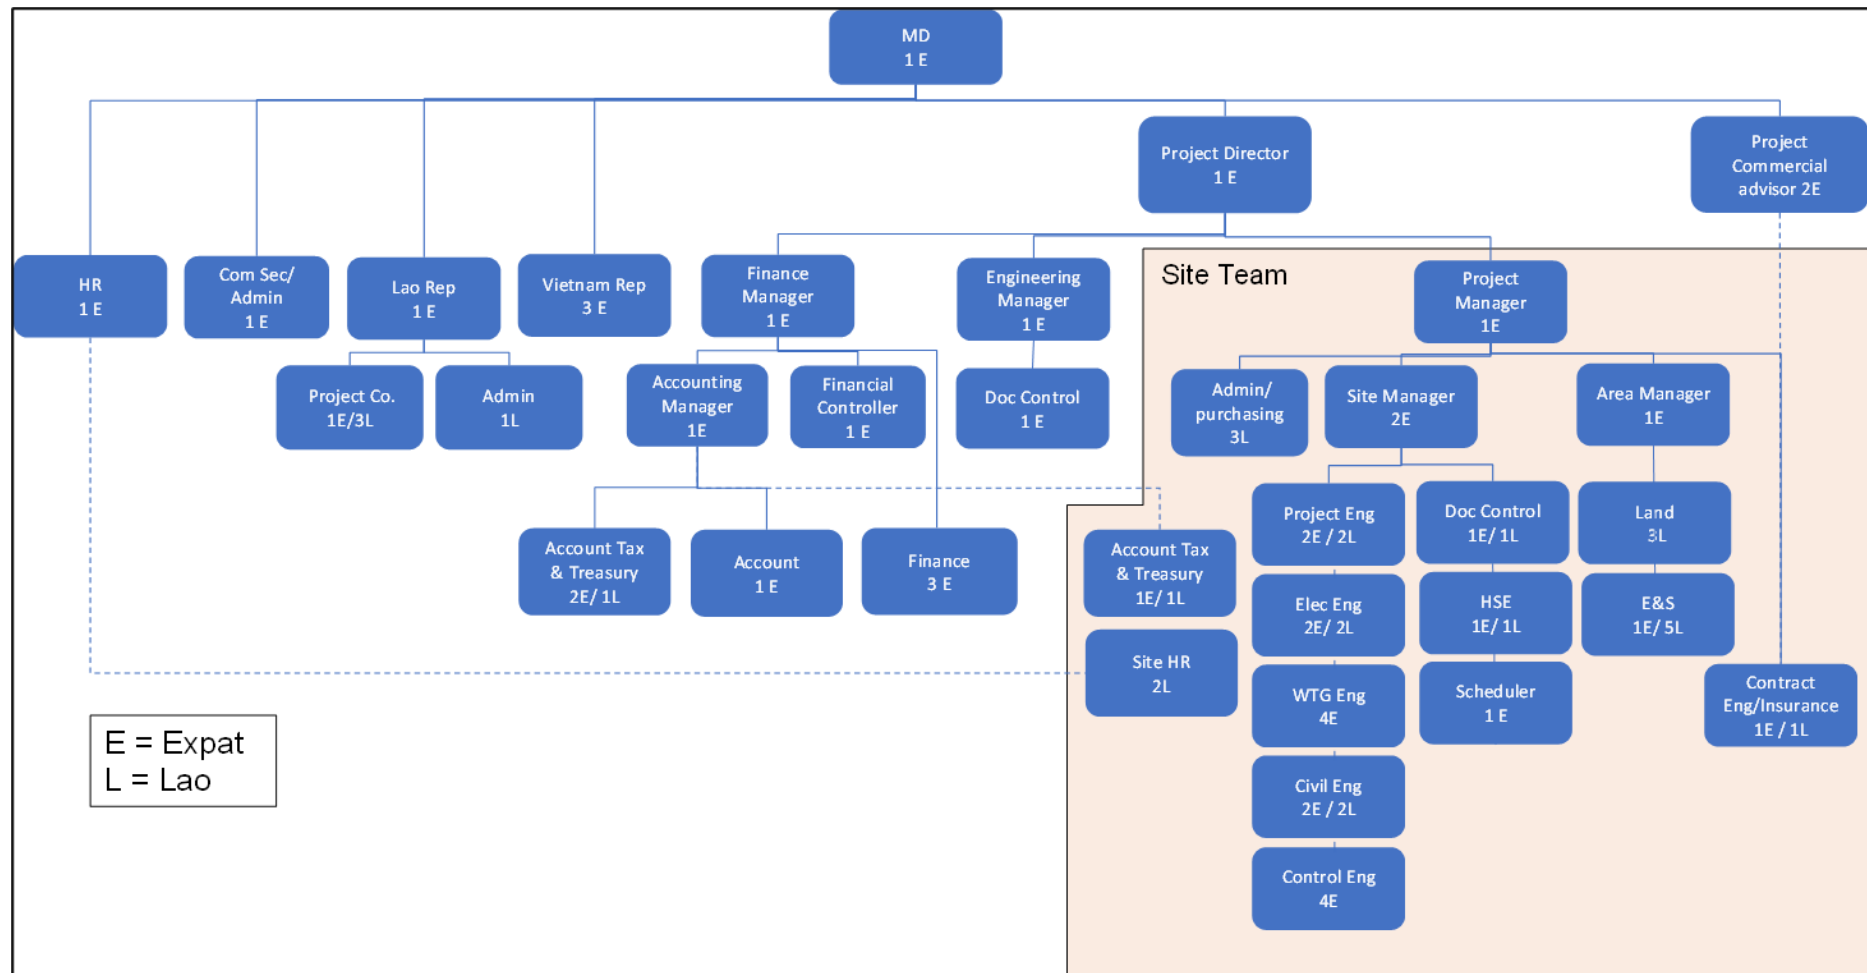 MD
1 E
Project Director
1 E
Project
Commercial
advisor 2E
HR
1 E
Com Sec/
Admin
1 E
Lao Rep
1 E
Vietnam Rep
3 E
Finance
Manager
1 E
Engineering
Manager
1 E
Site Team
Project
Manager
1E
Project Co.
1E/3L
Admin
1L
Accounting
Manager
1E
Financial
Controller
1 E
Doc Control
1 E
Admin/
purchasing
3L
Site Manager
2E
Area Manager
1E
Account Tax
& Treasury
2E/ 1L
Account
1 E
Finance
3 E
Account Tax
& Treasury
1E/ 1L
Project Eng
2E / 2L
Doc Control
1E/ 1L
Land
3L
Elec Eng
2E/ 2L
HSE
1E/ 1L
E&S
1E/ 5L
Site HR
2L
WTG Eng
4E
Scheduler
1 E
Contract
Eng/Insurance
1E / 1L
Civil Eng
2E / 2L
Control Eng
4E
E = Expat
L = Lao